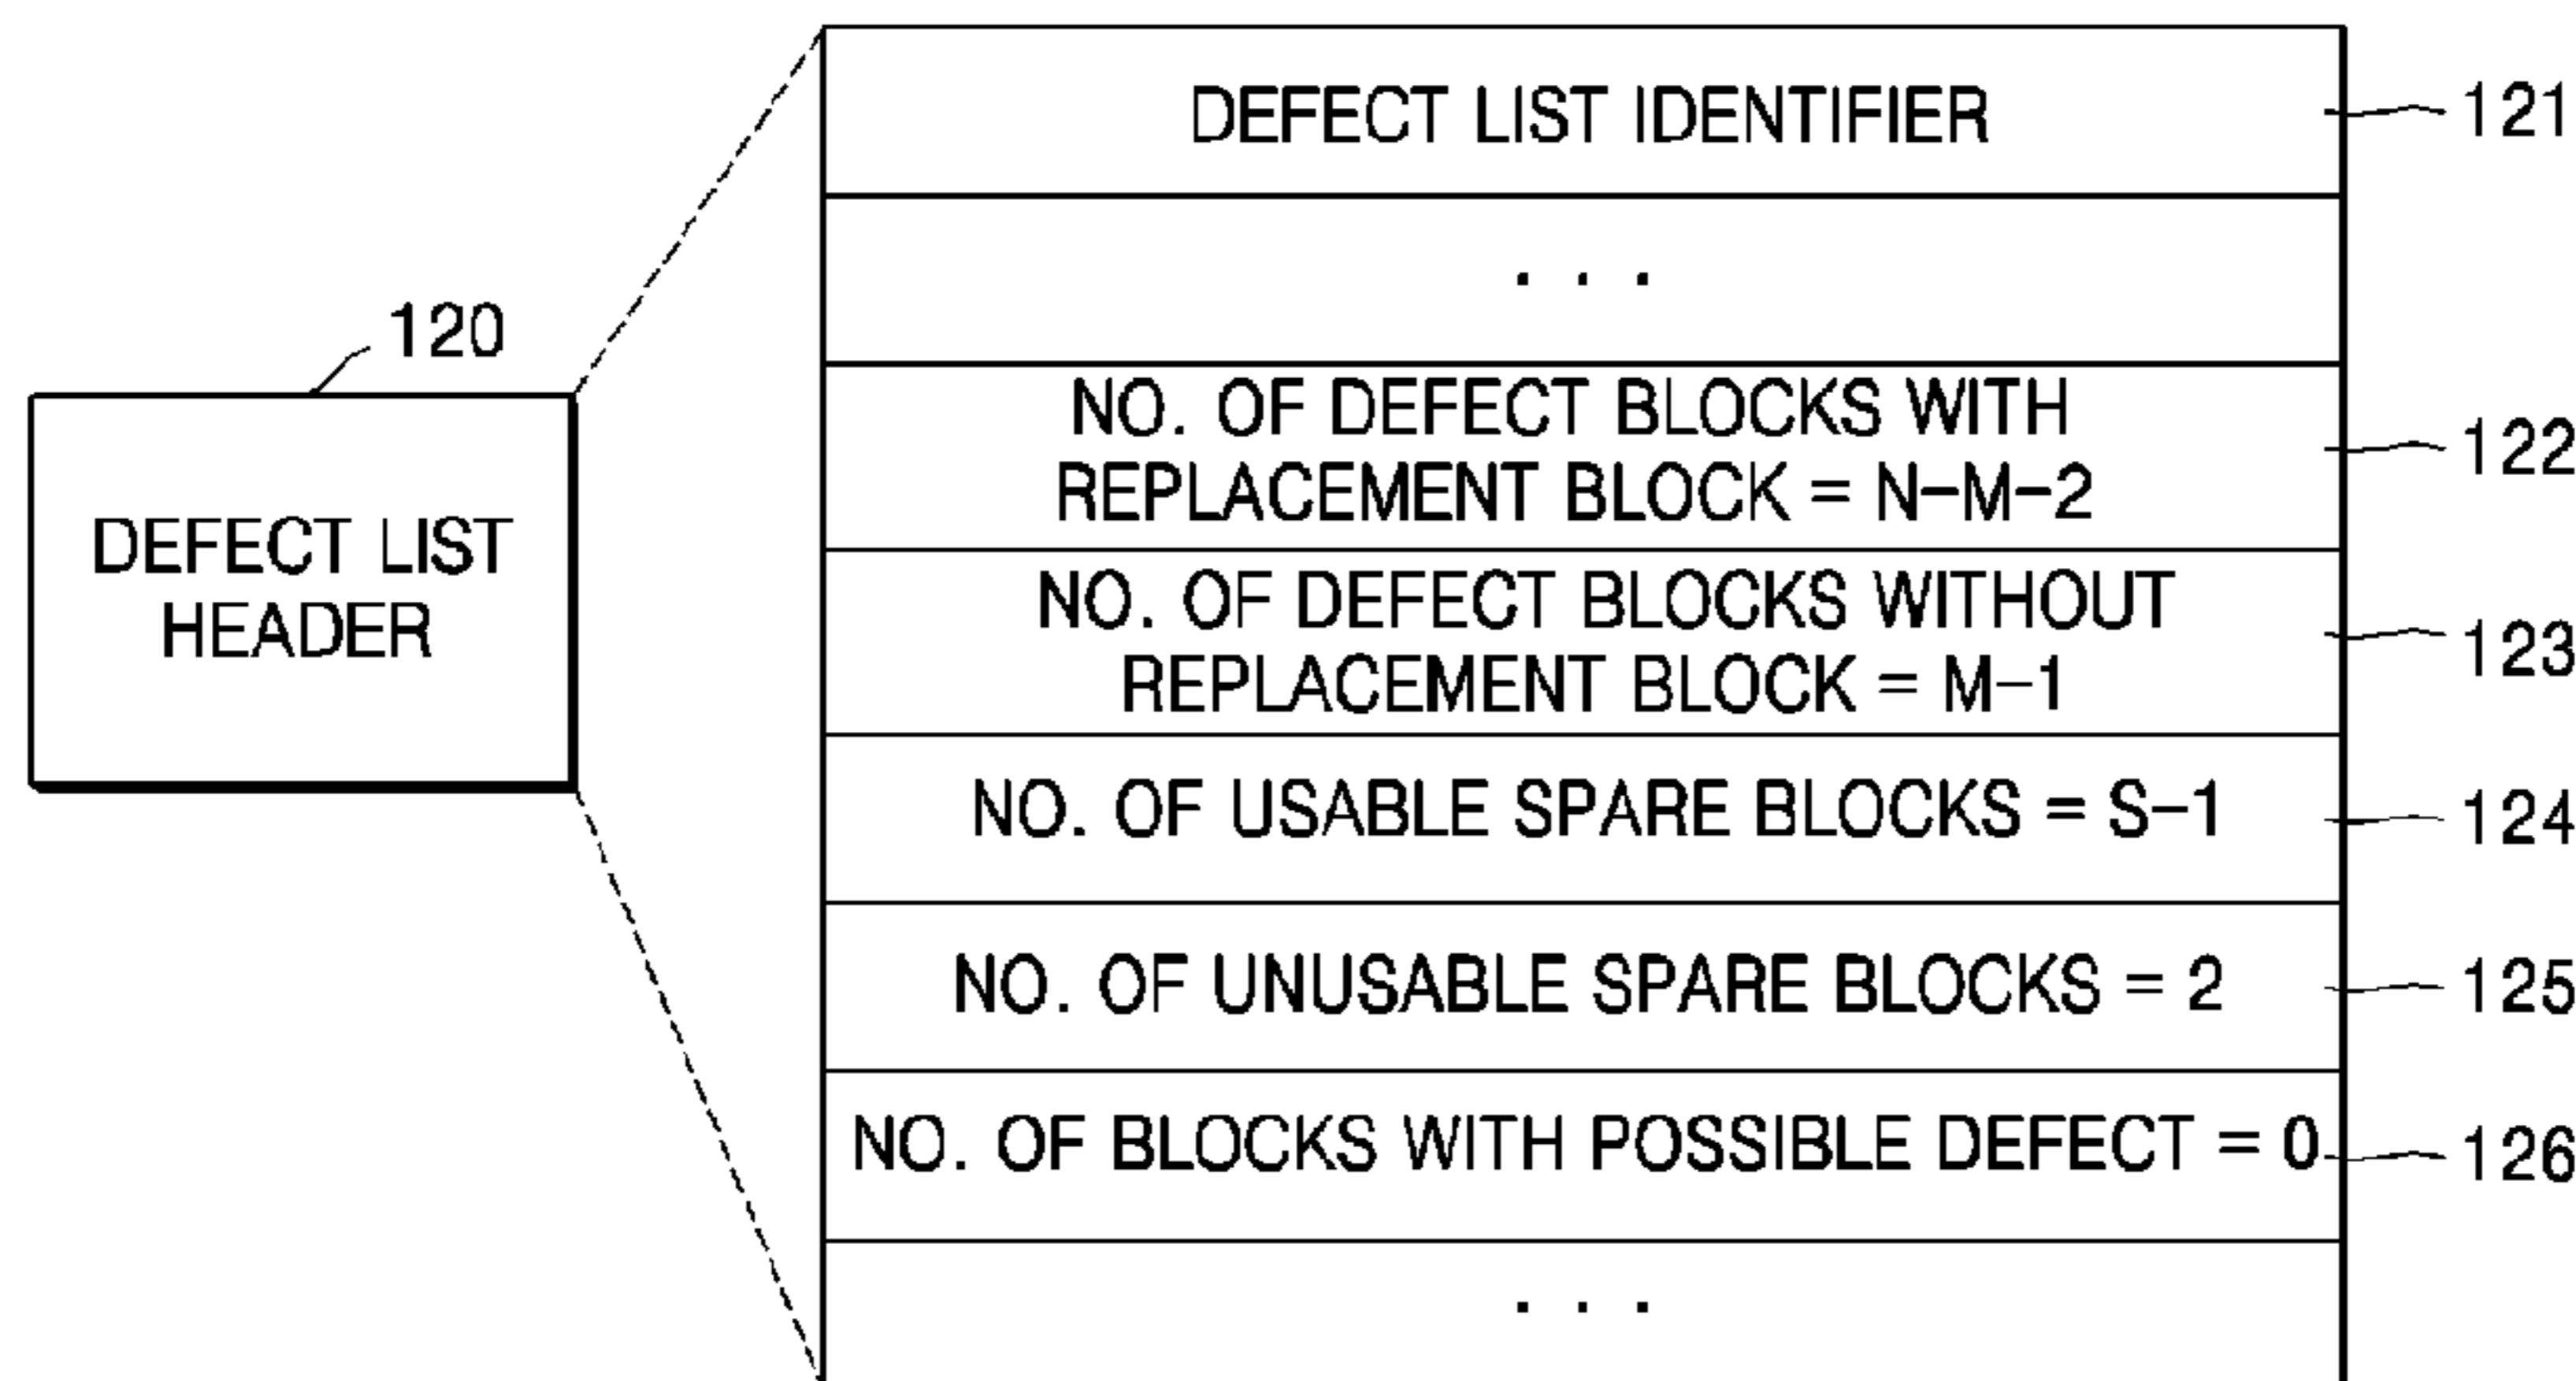 DEFECT LIST IDENTIFIER
121
. . .
120
DEFECT LIST
HEADER
NO. OF DEFECT BLOCKS WITH
REPLACEMENT BLOCK = N-M-2
122
NO. OF DEFECT BLOCKS WITHOUT
REPLACEMENT BLOCK = M-1
123
NO. OF USABLE SPARE BLOCKS = S-1
124
NO. OF UNUSABLE SPARE BLOCKS = 2
125
NO. OF BLOCKS WITH POSSIBLE DEFECT = 0
126
. . .